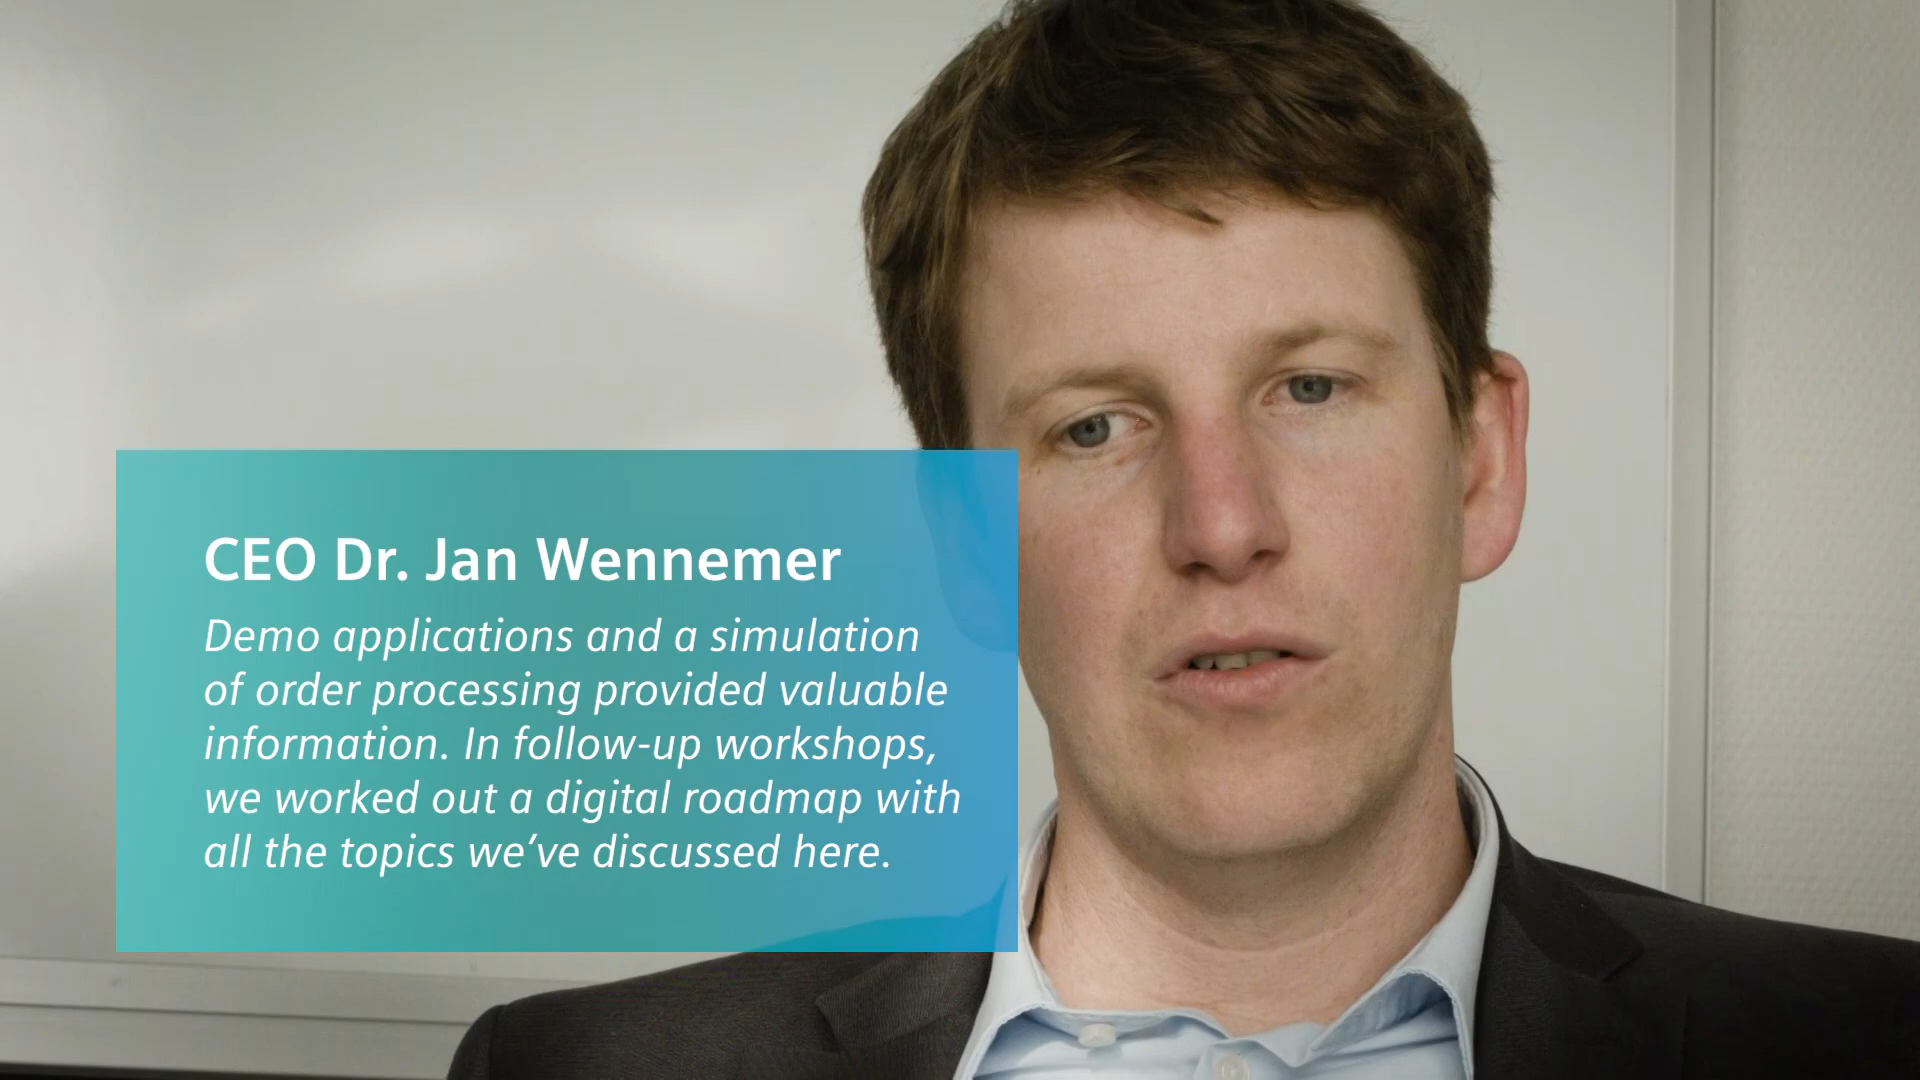 CEO Dr. Jan Wennemer
Demo applications and a simulation
of order processing provided valuable
information. In follow-up workshops,
we worked out a digital roadmap with
all the topics we’ve discussed here.